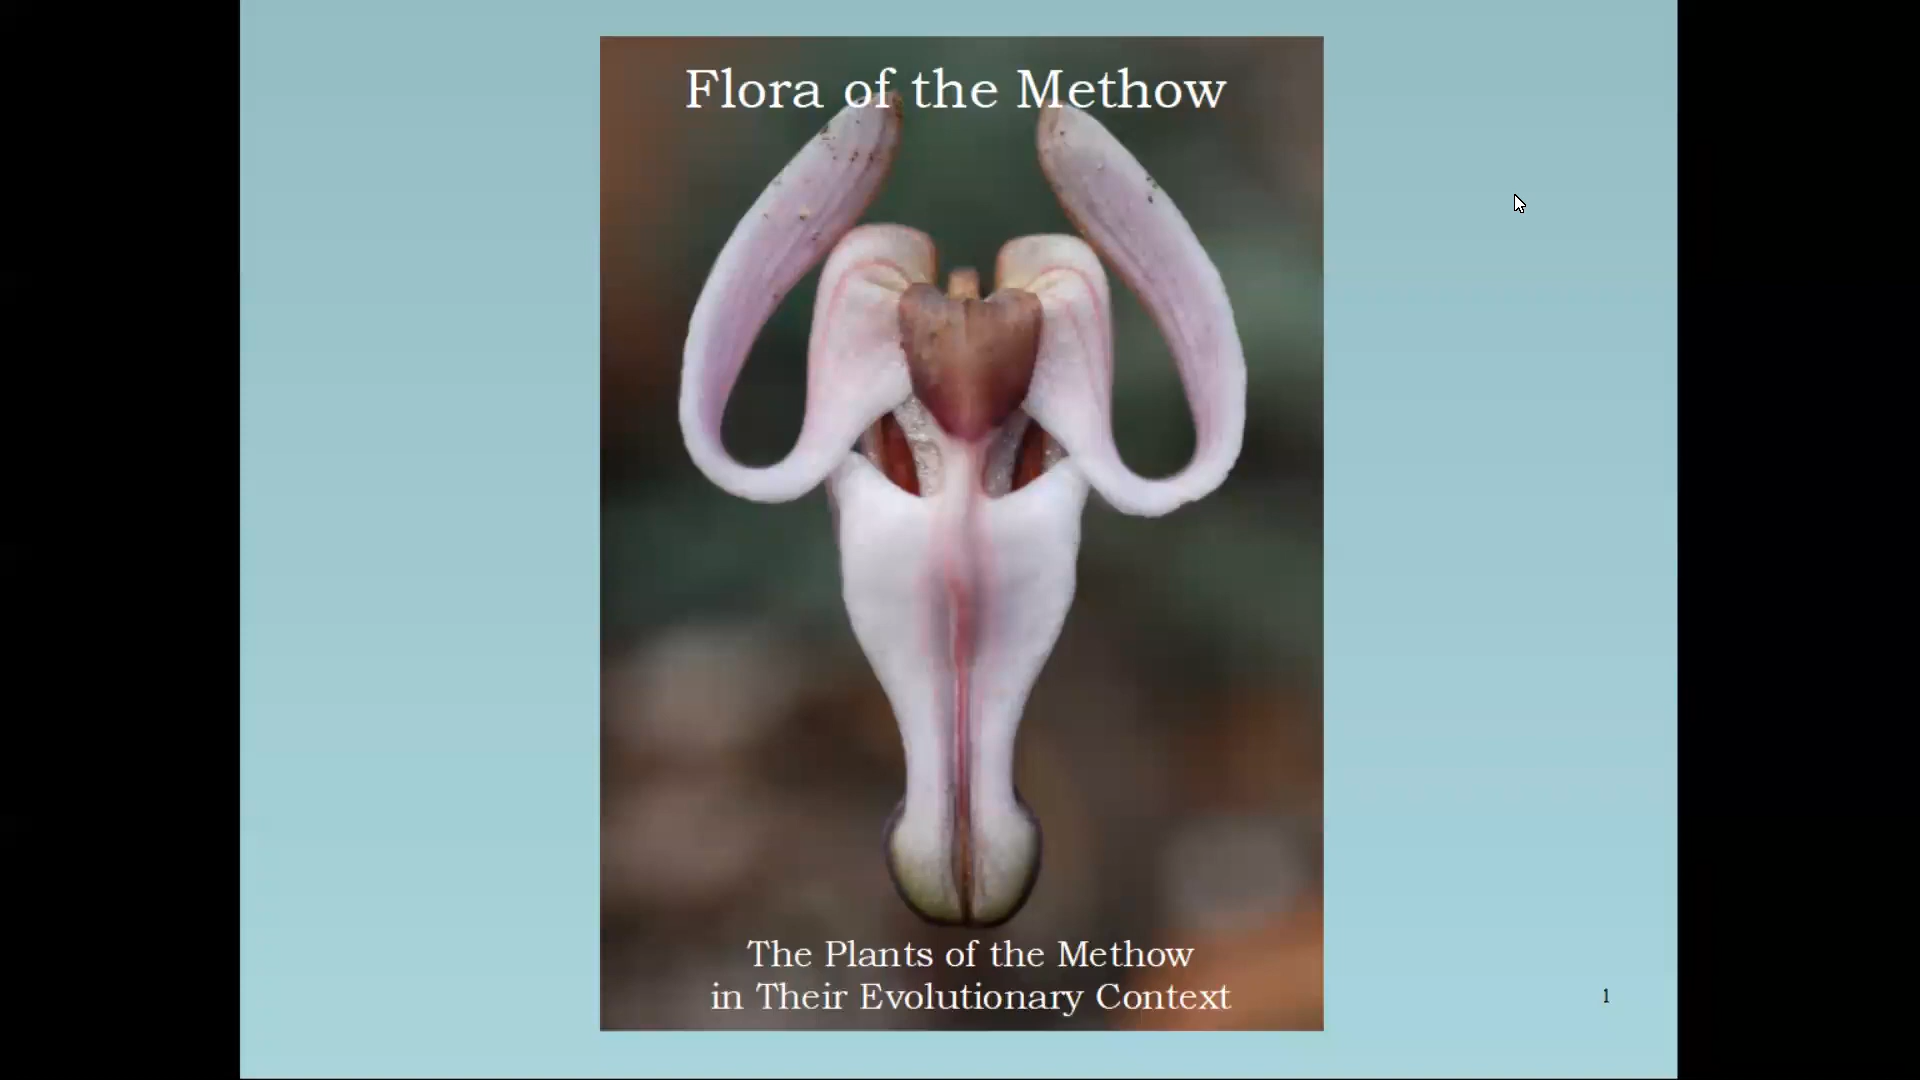 Flora of the Methow
The Plants of the Methow
in Their Evolutionary Context
1